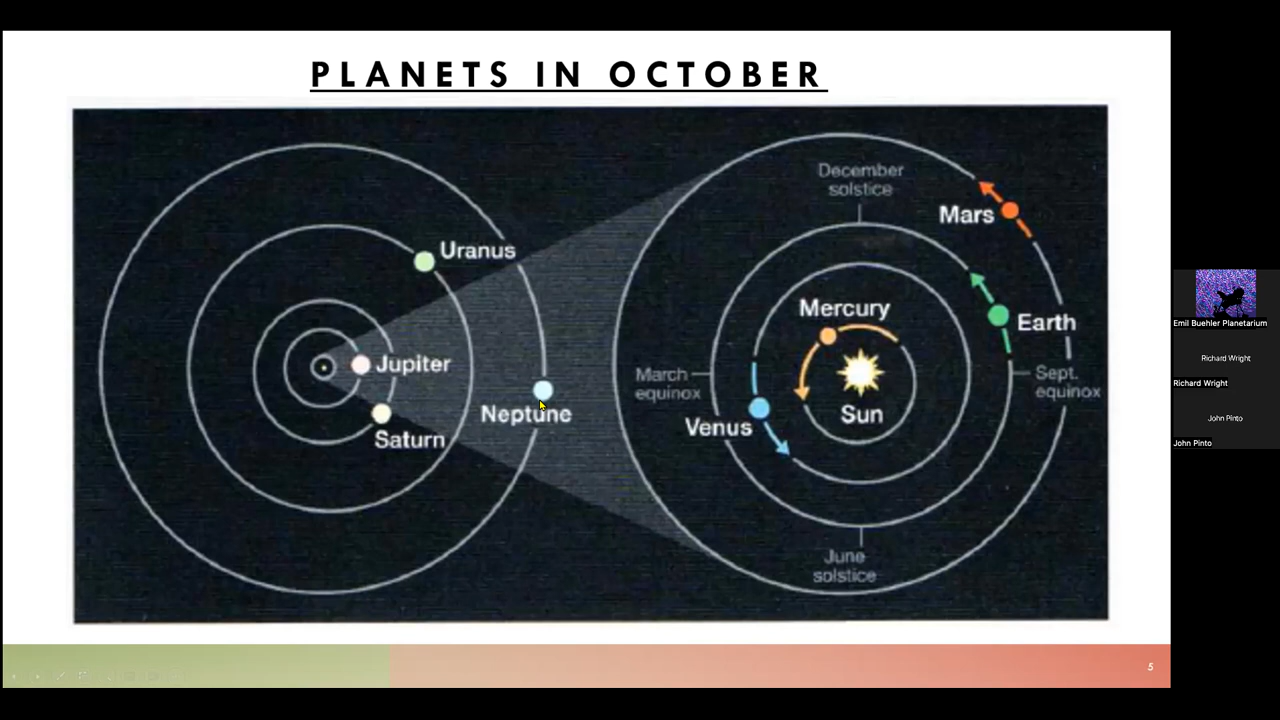 PLANETS IN OCTOBER
Uranus
Jupiter
Neptune
Saturn
December
solstice
Mars
Mercury
Earth
March
equinox
Sept.
equinox
Venus
Sun
June
solstice
5
Emil Buehler Planetarium
Richard Wright
Richard Wright
John Pinto
John Pinto